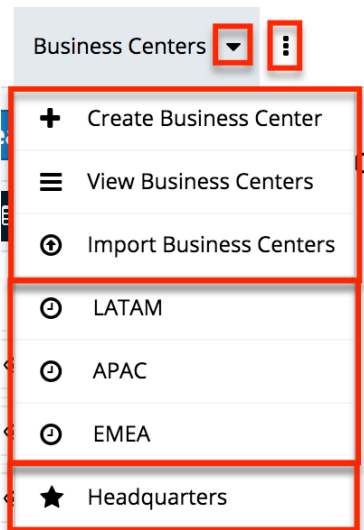 Business Centers
Create Business Center
View Business Centers
Import Business Centers
LATAM
APAC
EMEA
Headquarters